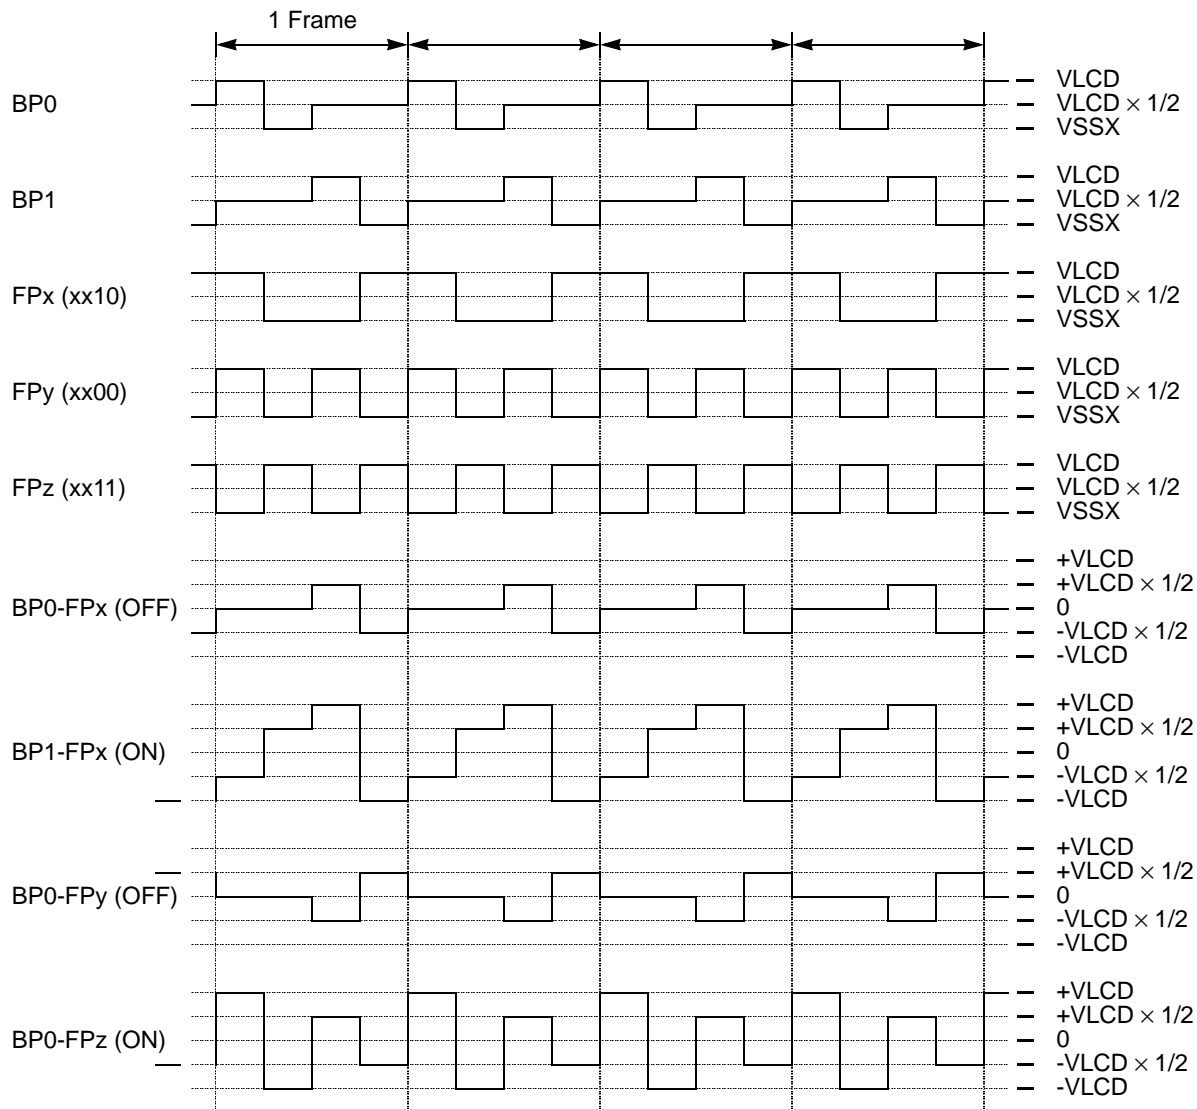 1 Frame
BP0
VLCD
VLCD × 1/2
VSSX
BP1
VLCD
VLCD × 1/2
VSSX
FPx (xx10)
VLCD
VLCD × 1/2
VSSX
FPy (xx00)
VLCD
VLCD × 1/2
VSSX
FPz (xx11)
VLCD
VLCD × 1/2
VSSX
BP0-FPx (OFF)
+VLCD
+VLCD × 1/2
0
-VLCD × 1/2
-VLCD
BP1-FPx (ON)
+VLCD
+VLCD × 1/2
0
-VLCD × 1/2
-VLCD
BP0-FPy (OFF)
+VLCD
+VLCD × 1/2
0
-VLCD × 1/2
-VLCD
BP0-FPz (ON)
+VLCD
+VLCD × 1/2
0
-VLCD × 1/2
-VLCD